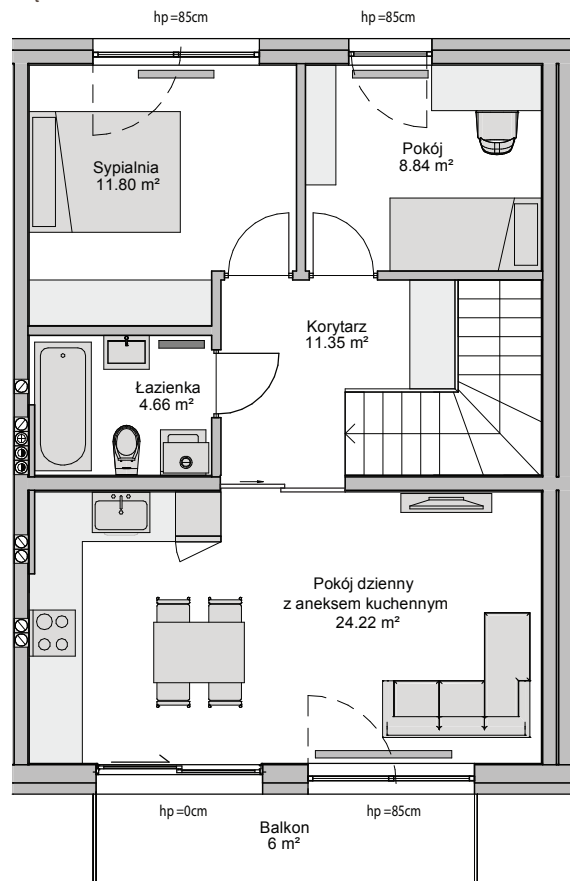 hp =85cm
hp =85cm
Sypialnia
11.80 m²
Pokój
8.84 m²
Korytarz
11.35 m²
Łazienka
4.66 m²
Pokój dzienny
z aneksem kuchennym
24.22 m²
hp =0cm
hp =85cm
Balkon
6 m²